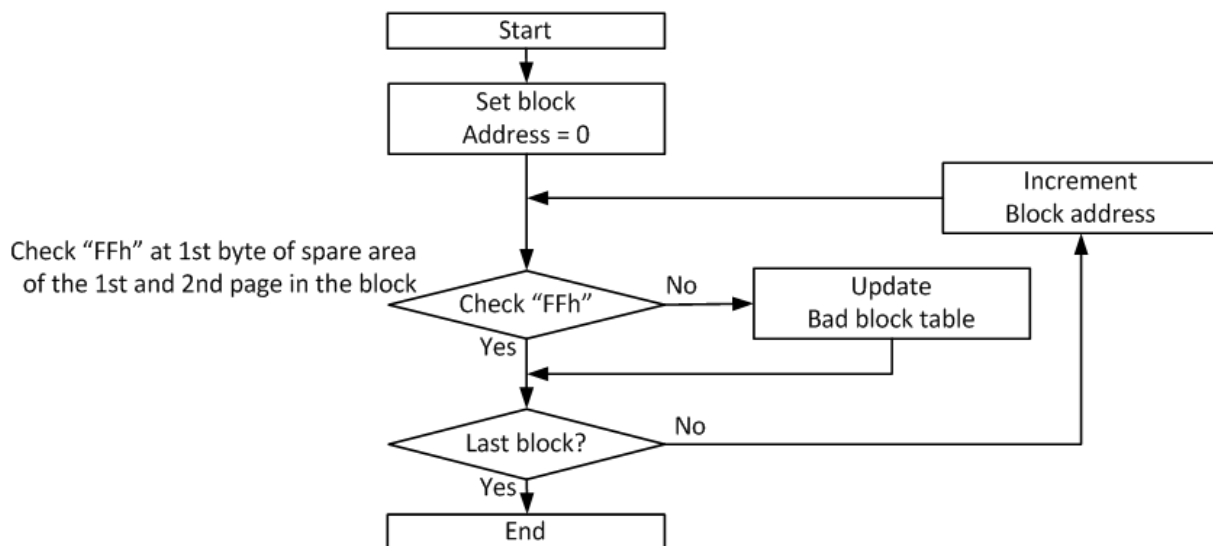 Start
Set block
Address = 0
Increment
Block address
Check “FFh” at 1st byte of spare area
of the 1st and 2nd page in the block
Check “FFh”
No
Update
Bad block table
Yes
Last block?
No
Yes
End